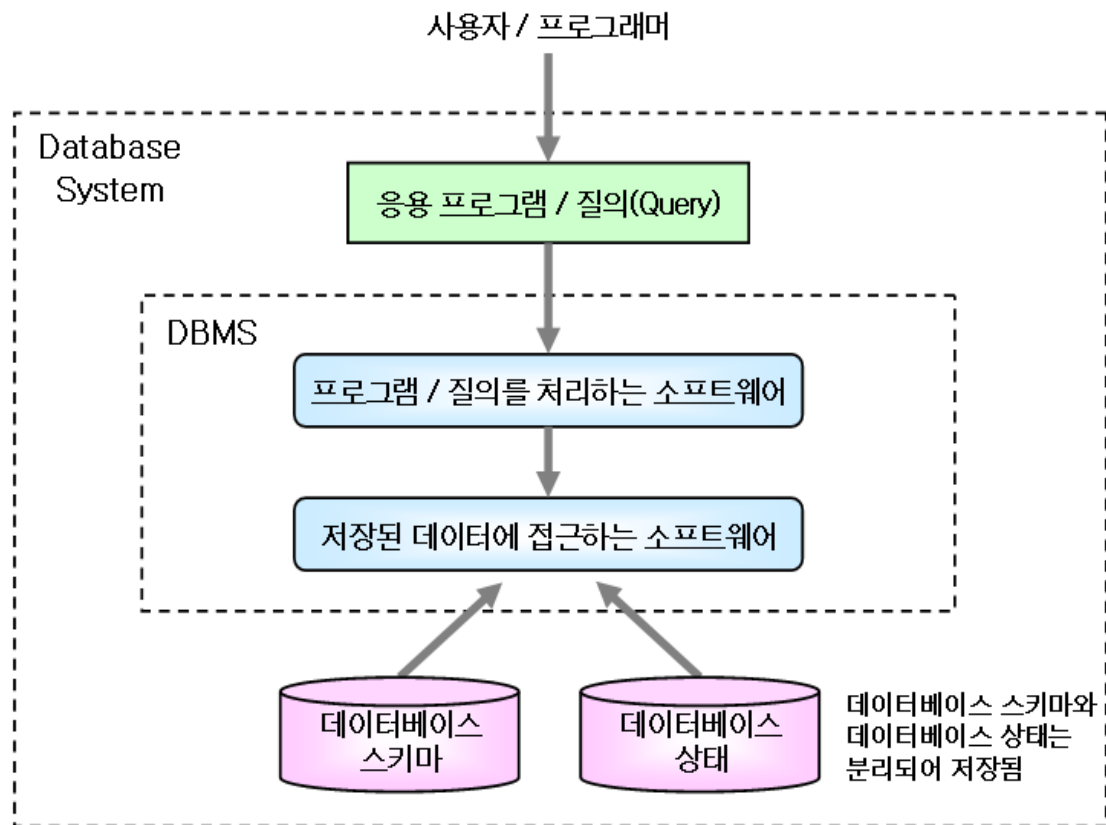 사용자 / 프로그래머
Database
System
응용 프로그램 / 질의(Query)
DBMS
프로그램 / 질의를 처리하는 소프트웨어
저장된 데이터에 접근하는 소프트웨어
데이터베이스
스키마
데이터베이스
상태
데이터베이스 스키마와
데이터베이스 상태는
분리되어 저장됨